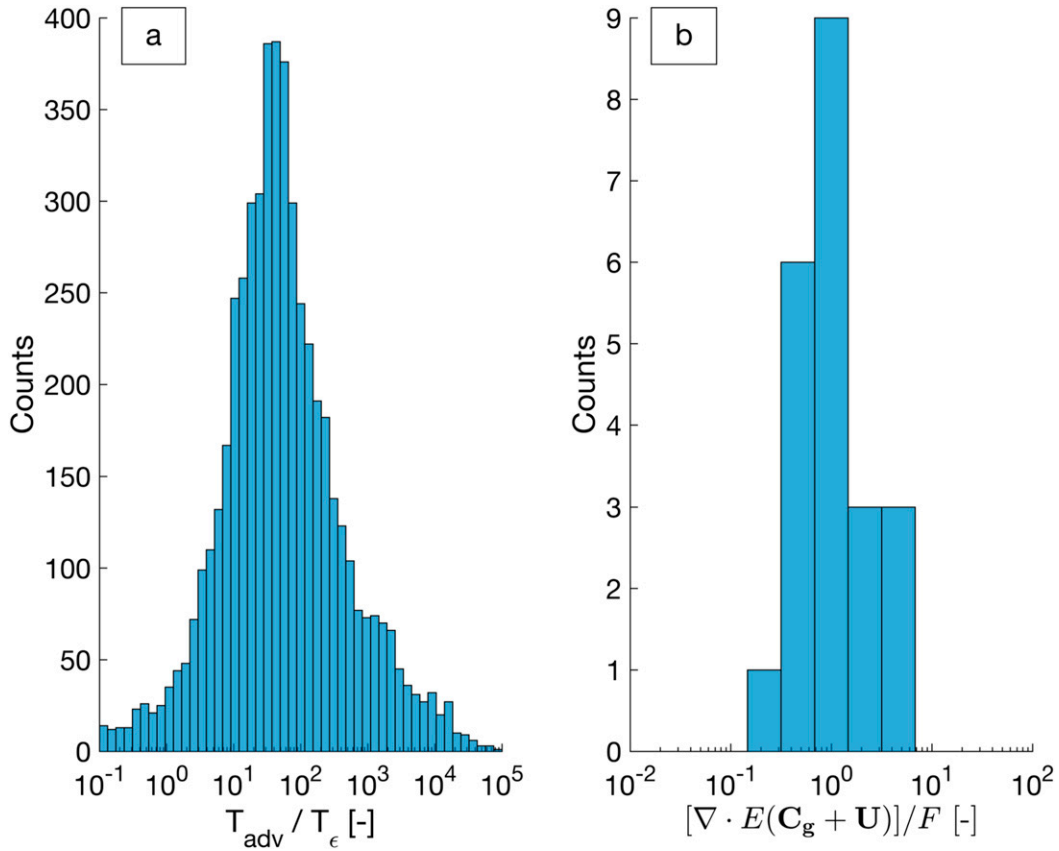 a
400
350
300
250
200
150
100
50
0
Counts
10^-1 10^0 10^1 10^2 10^3 10^4 10^5
T_adv / T_ϵ [-]
b
9
8
7
6
5
4
3
2
1
0
Counts
10^-2 10^-1 10^0 10^1 10^2
[∇ · E(C_g + U)]/F [-]